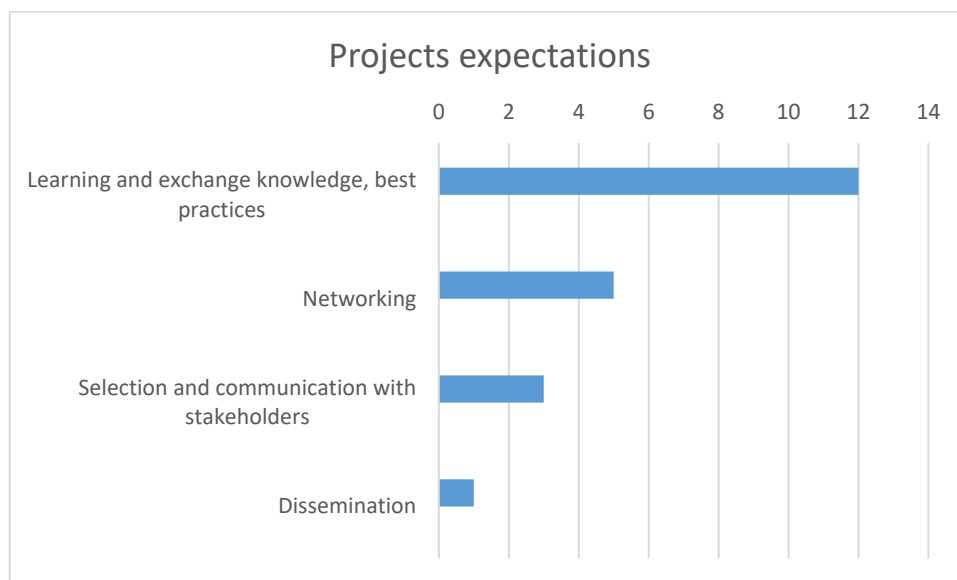 Projects expectations
0 2 4 6 8 10 12 14
Learning and exchange knowledge, best
practices
Networking
Selection and communication with
stakeholders
Dissemination